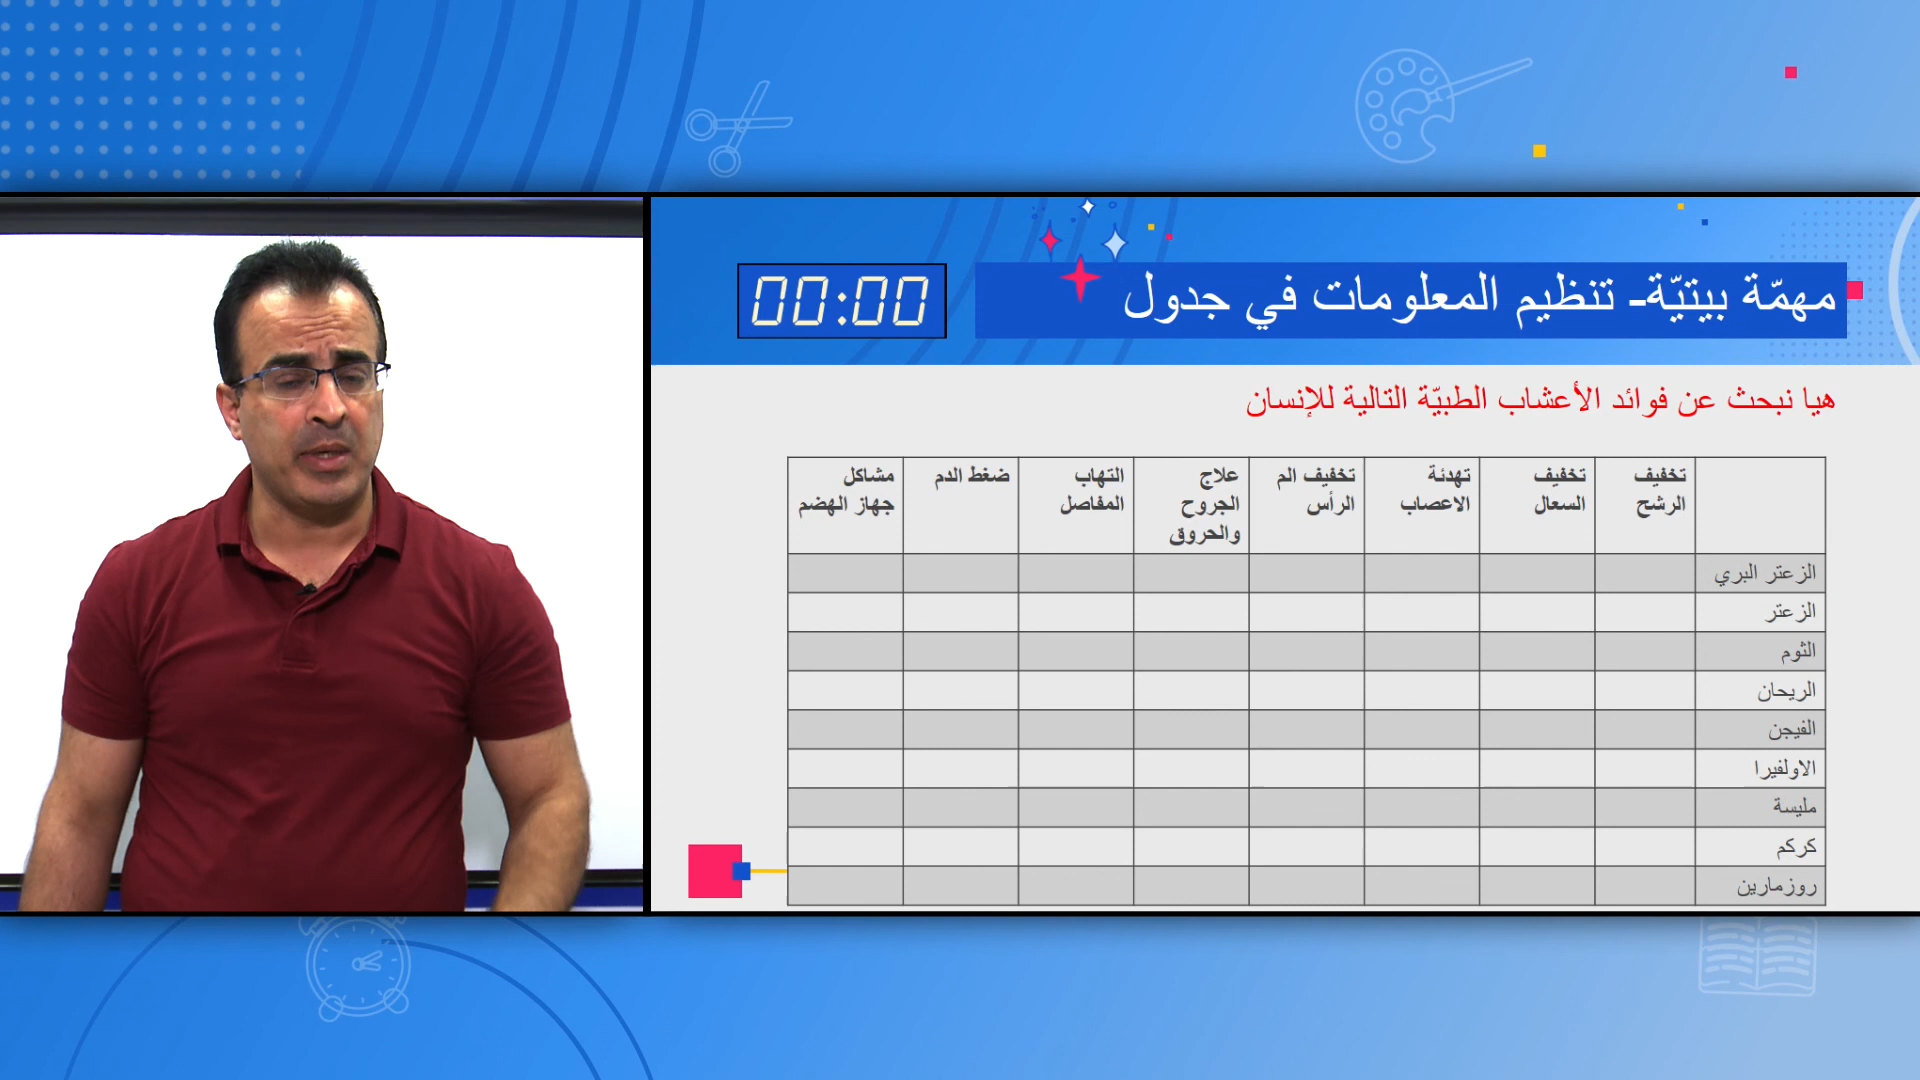 00:00
مهمّة بيتيّة- تنظيم المعلومات في جدول
هيا نبحث عن فوائد الأعشاب الطبيّة التالية للإنسان
تخفيف الرشح
تخفيف السعال
تهدئة الاعصاب
تخفيف الم الرأس
علاج الجروح والحروق
التهاب المفاصل
ضغط الدم
مشاكل جهاز الهضم
الزعتر البري
الزعتر
الثوم
الريحان
الفيجن
الاولفيرا
مليسة
كركم
روزمارين